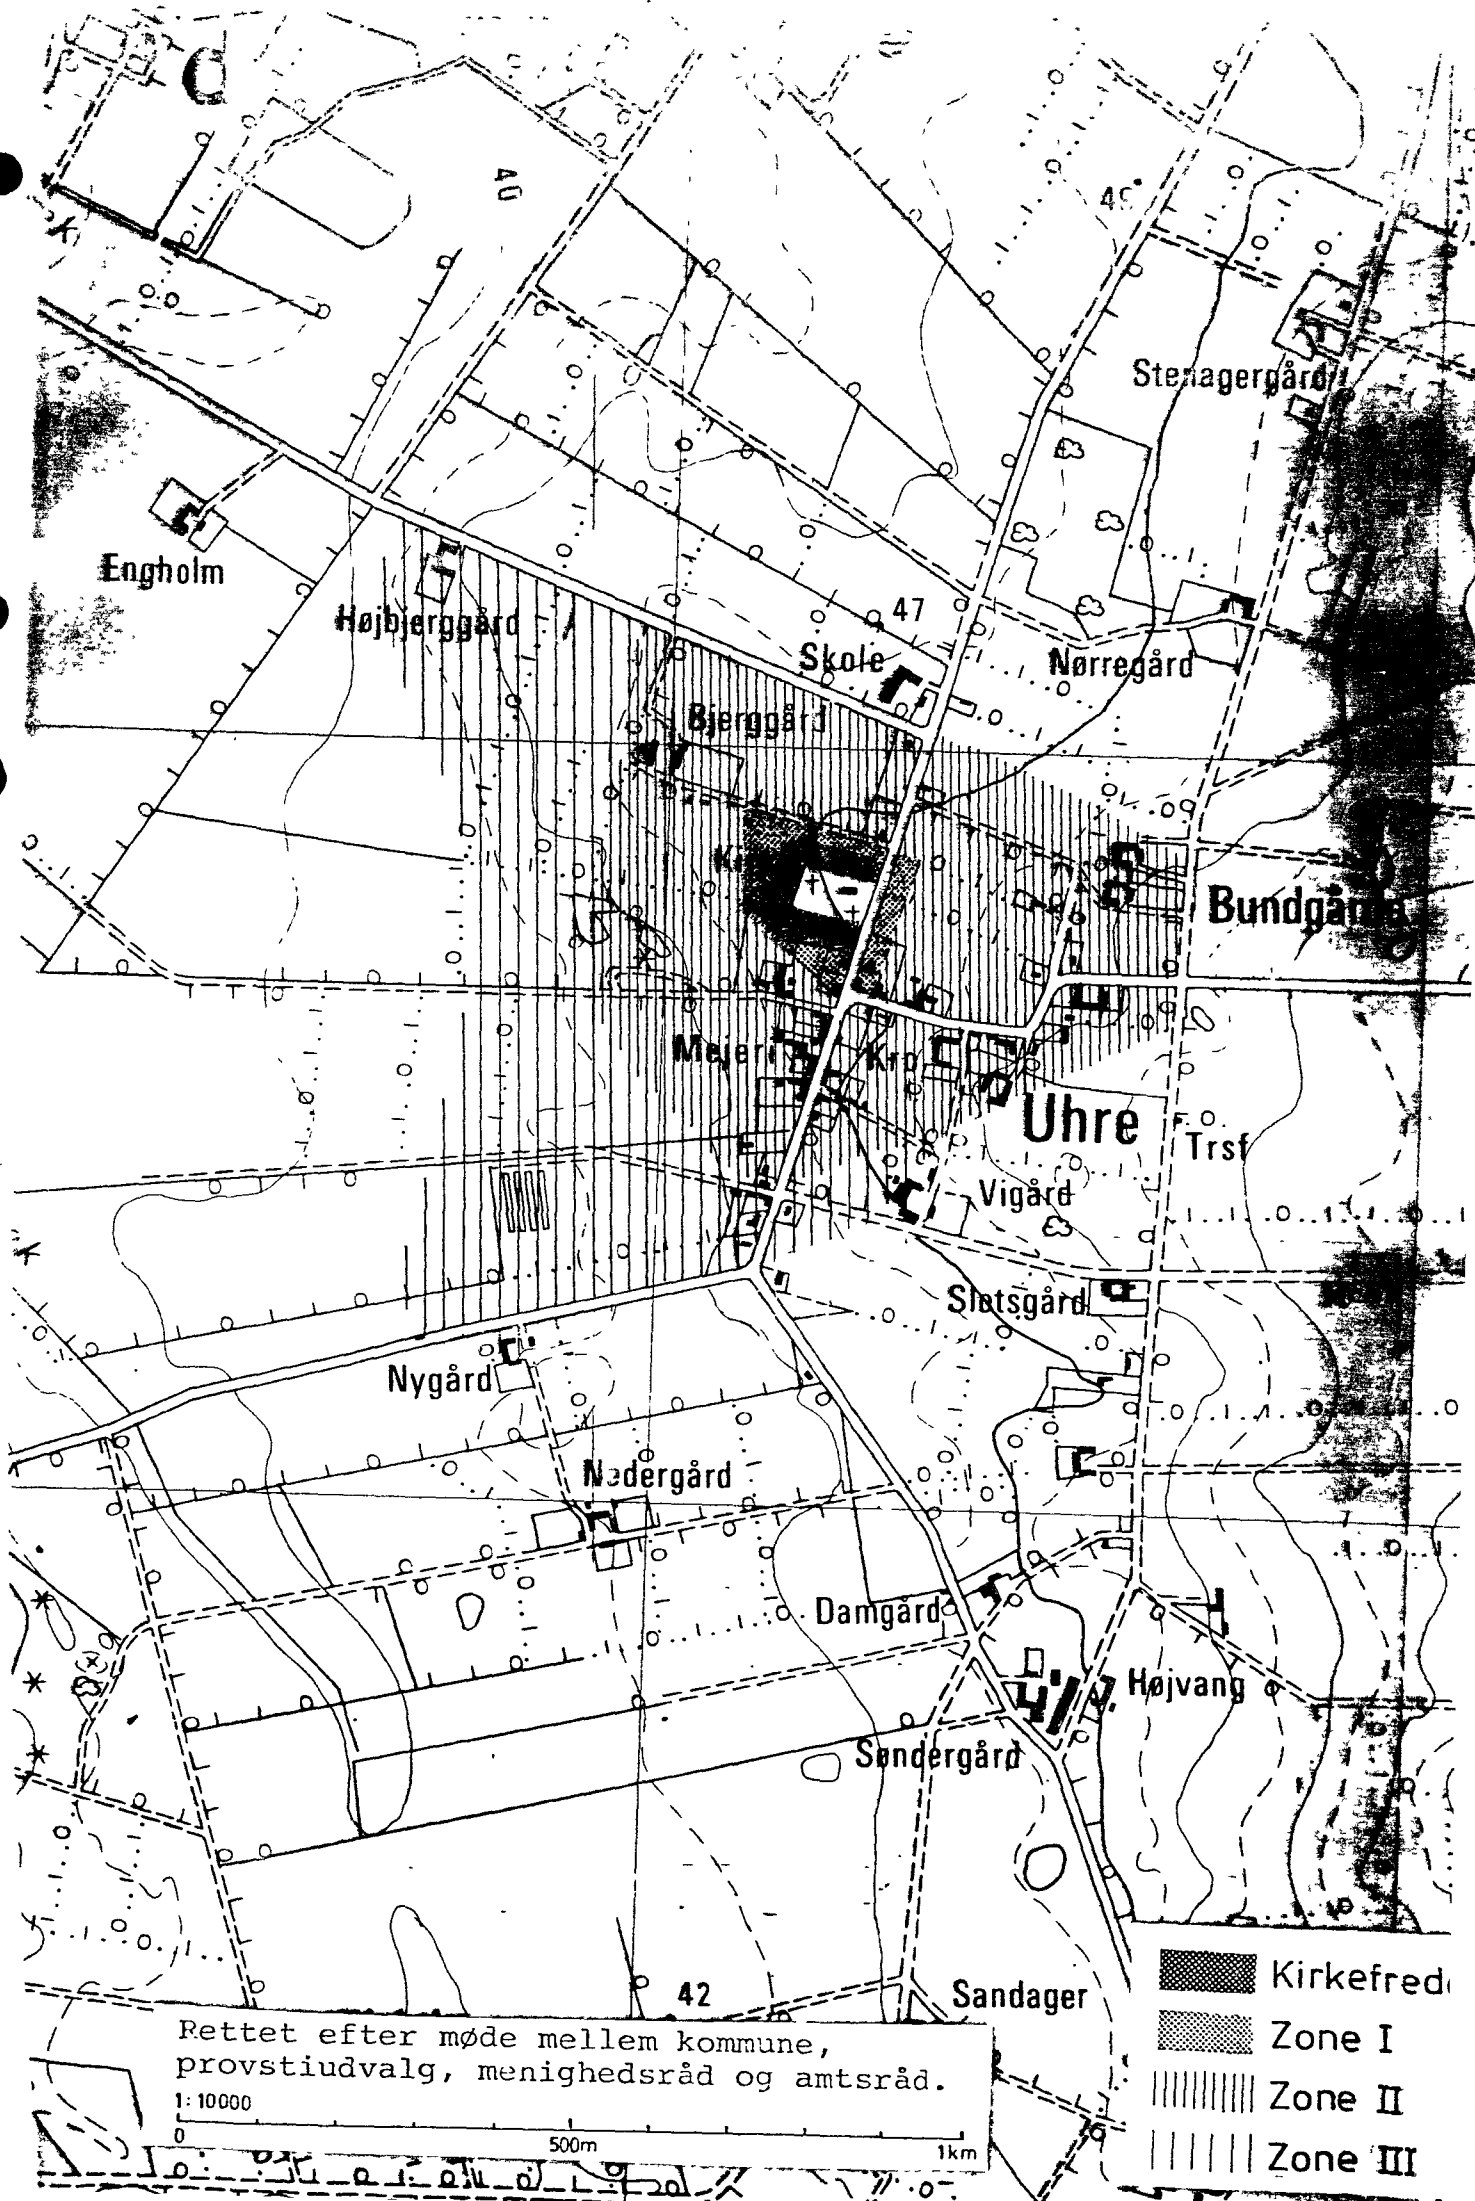 40
Stenagergård
Engholm
Højbjerggård
47
Skole
Nørregård
Bjerggård
Bundgårde
Mejeri
Kro
Uhre
Trsf
Vigård
Slotsgård
Nygård
Nedergård
Damgård
Højvang
Søndergård
42
Sandager
Kirkefred
Zone I
Zone II
Zone III
Rettet efter møde mellem kommune,
provstiudvalg, menighedsråd og amtsråd.
1:10000
0 500m 1km